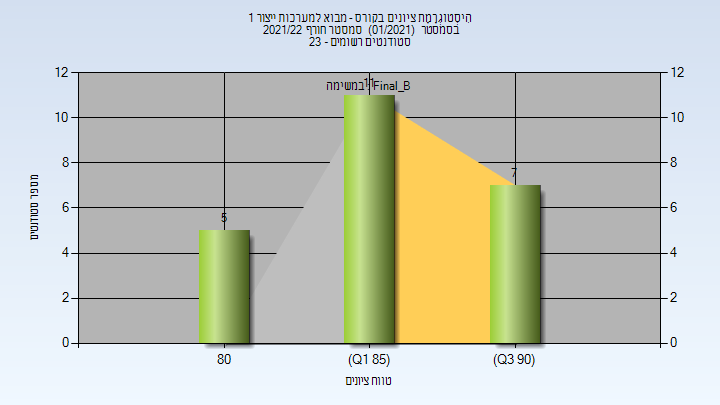 היסטוגרמת ציונים בקורס - מבוא למערכות ייצור 1
בסמסטר (01/2021) סמסטר חורף 2021/22
סטודנטים רשומים - 23
במשימה: Final_B
12
10
8
6
4
2
0
12
10
8
6
4
2
0
מספר סטודנטים
5
11
7
80
(Q1 85)
(Q3 90)
טווח ציונים